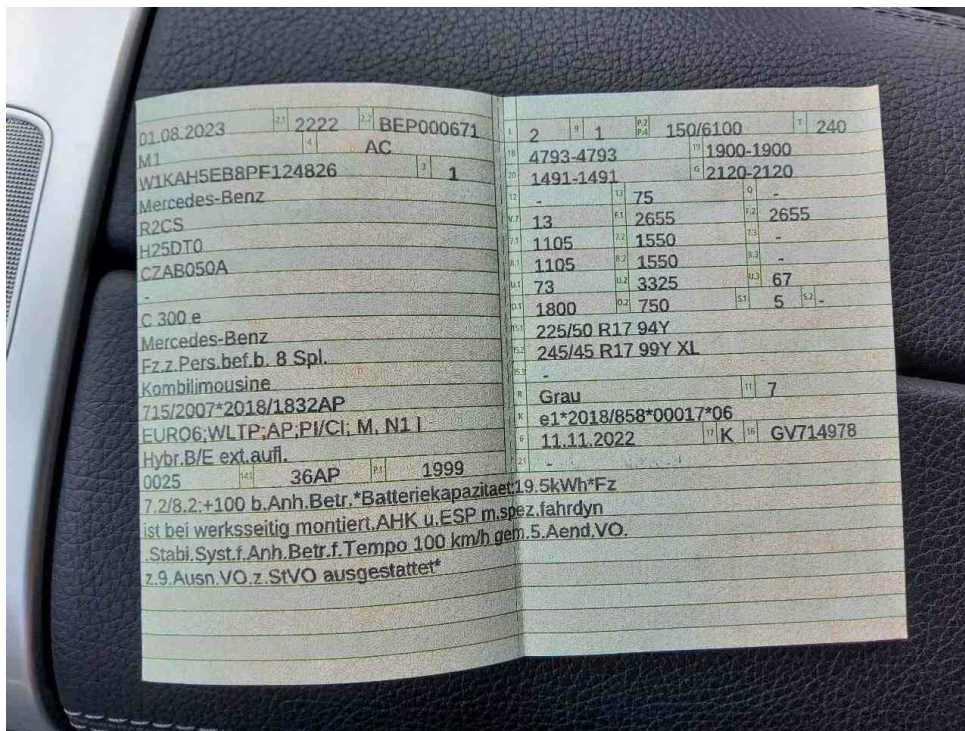 01.08.2023 2.1 2222 2.2 BEP000671
M1 4 AC
W1KAH5EB8PF124826 3 1
Mercedes-Benz
R2CS
H25DT0
CZAB050A
-
C 300 e
Mercedes-Benz
Fz.z.Pers.bef.b. 8 Spl.
Kombilimousine
715/2007*2018/1832AP
EURO6;WLTP;AP;PI/CI; M, N1 I
Hybr.B/E ext.aufl.
0025 14.1 36AP P.1 1999
7.2/8.2:+100 b.Anh.Betr.*Batteriekapazitaet:19.5kWh*Fz
ist bei werksseitig montiert.AHK u.ESP m.spez.fahrdyn
.Stabi.Syst.f.Anh.Betr.f.Tempo 100 km/h gem.5.Aend.VO.
z.9.Ausn.VO.z.StVO ausgestattet*
L 2 9 1 P.2 P.4 150/6100 T 240
18 4793-4793 19 1900-1900
20 1491-1491 G 2120-2120
12 - 13 75 Q -
V.7 13 F.1 2655 F.2 2655
7.1 1105 7.2 1550 7.3 -
8.1 1105 8.2 1550 8.3 -
U.1 73 U.2 3325 U.3 67
O.1 1800 O.2 750 S.1 5 S.2 -
15.1 225/50 R17 94Y
15.2 245/45 R17 99Y XL
15.3 -
R Grau 11 7
K e1*2018/858*00017*06
6 11.11.2022 17 K 16 GV714978
21 -